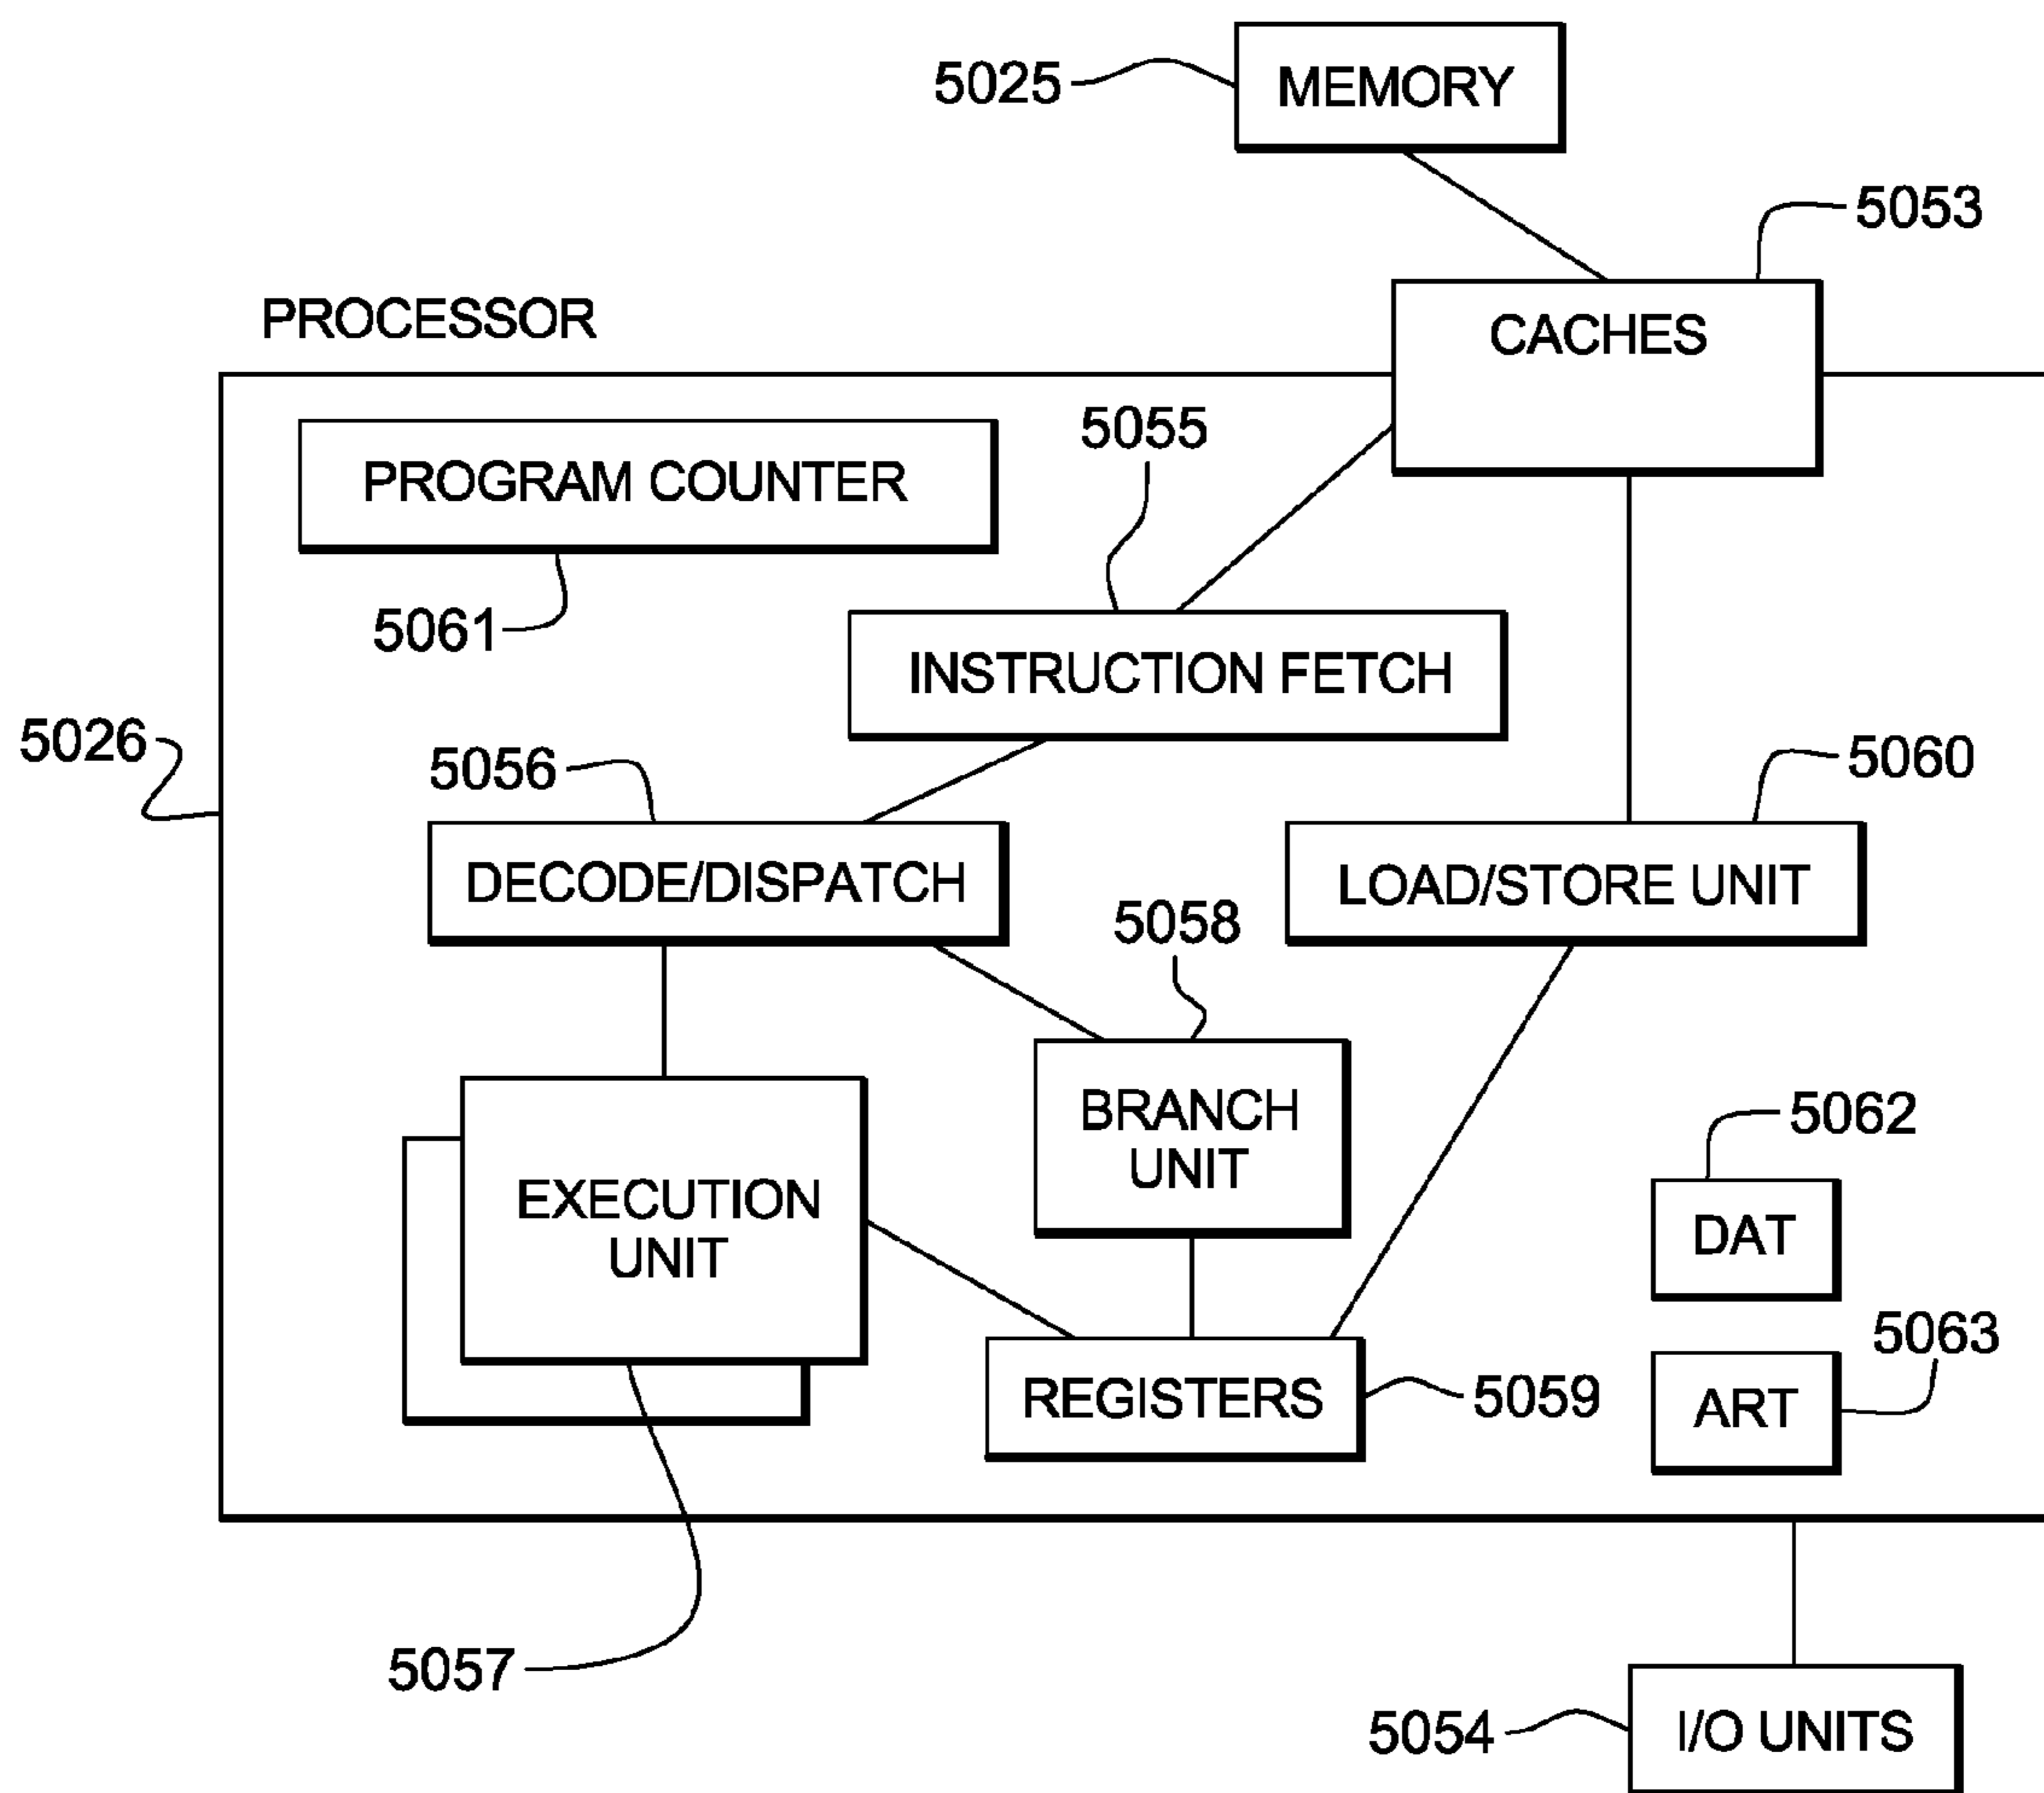 5025
MEMORY
5053
PROCESSOR
CACHES
5055
PROGRAM COUNTER
5061
INSTRUCTION FETCH
5026
5056
5060
DECODE/DISPATCH
LOAD/STORE UNIT
5058
BRANCH
UNIT
5062
EXECUTION
UNIT
DAT
5063
REGISTERS
5059
ART
5057
5054
I/O UNITS